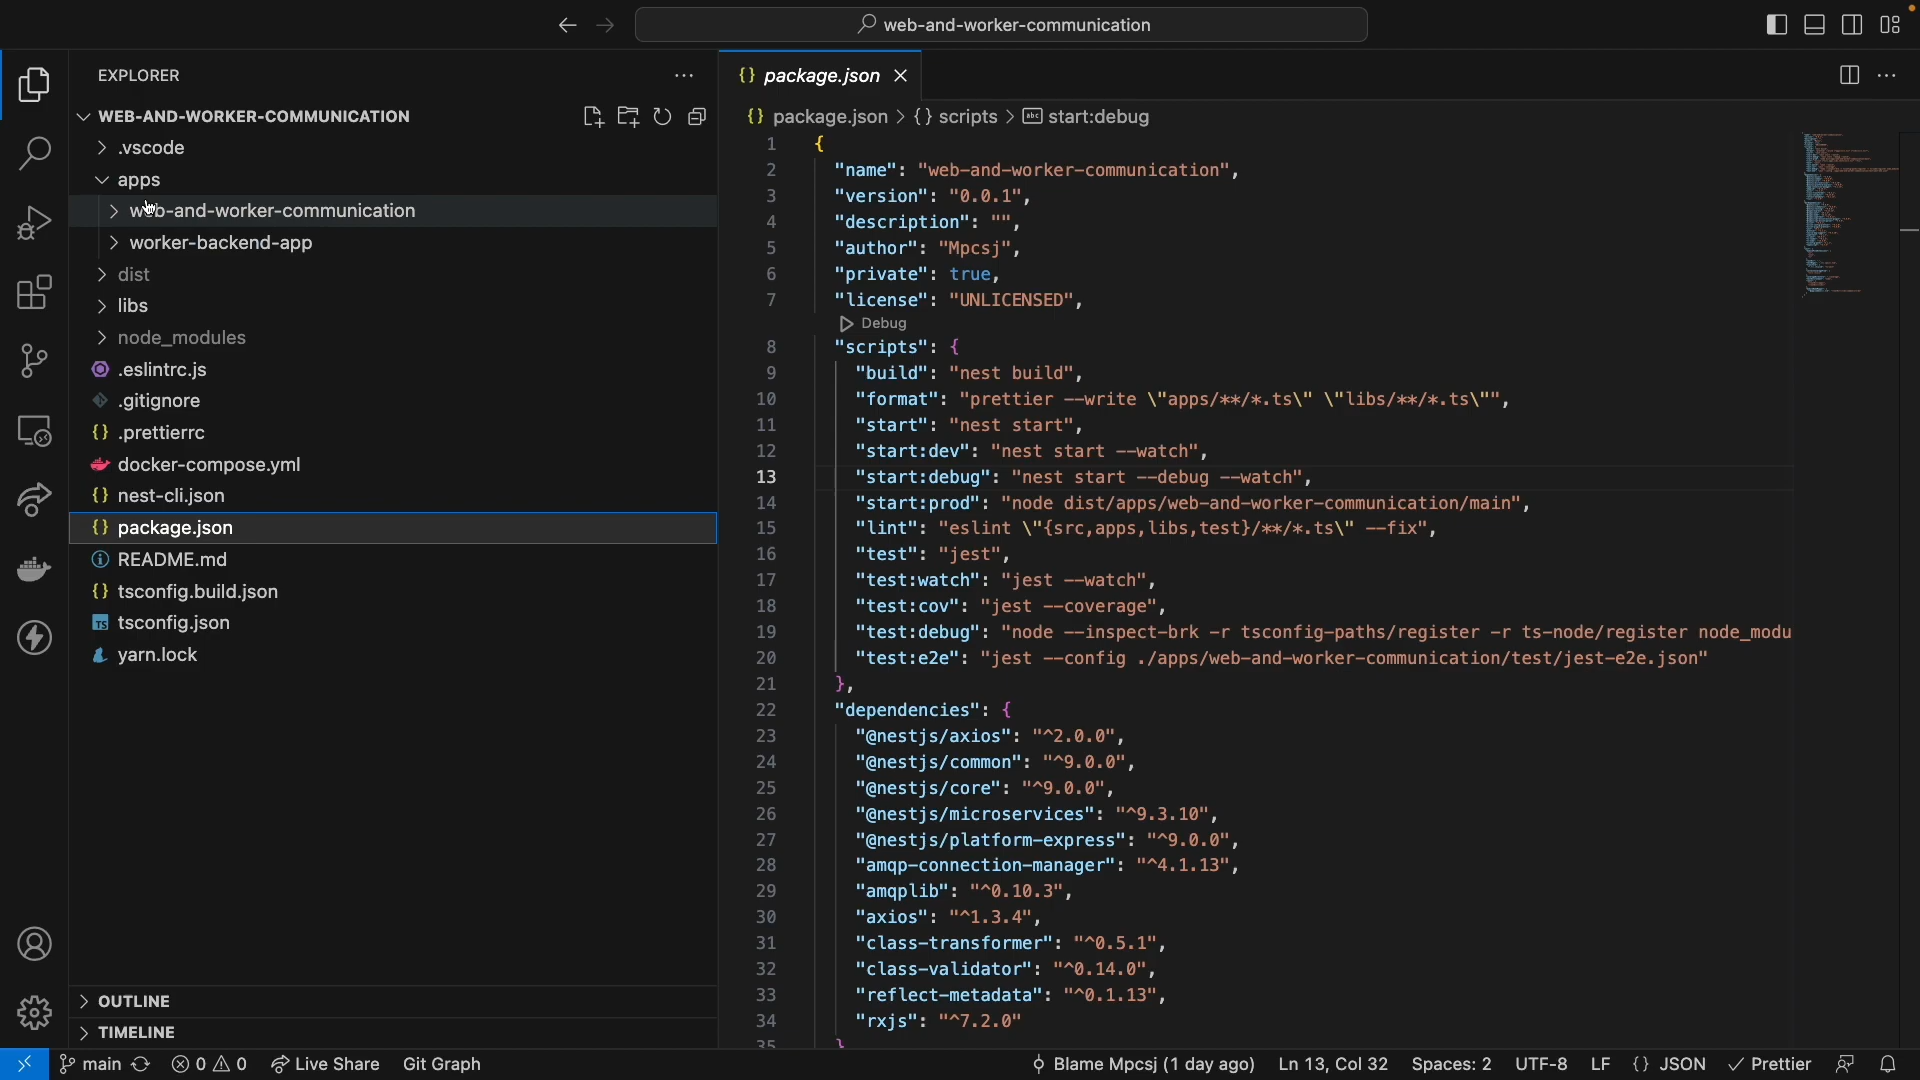 web-and-worker-communication
EXPLORER
WEB-AND-WORKER-COMMUNICATION
.vscode
apps
web-and-worker-communication
worker-backend-app
dist
libs
node_modules
.eslintrc.js
.gitignore
.prettierrc
docker-compose.yml
nest-cli.json
package.json
README.md
tsconfig.build.json
tsconfig.json
yarn.lock
OUTLINE
TIMELINE
package.json
package.json > {} scripts > start:debug
1 {
2 "name": "web-and-worker-communication",
3 "version": "0.0.1",
4 "description": "",
5 "author": "Mpcsj",
6 "private": true,
7 "license": "UNLICENSED",
Debug
8 "scripts": {
9 "build": "nest build",
10 "format": "prettier --write \"apps/**/*.ts\" \"libs/**/*.ts\"",
11 "start": "nest start",
12 "start:dev": "nest start --watch",
13 "start:debug": "nest start --debug --watch",
14 "start:prod": "node dist/apps/web-and-worker-communication/main",
15 "lint": "eslint \"{src,apps,libs,test}/**/*.ts\" --fix",
16 "test": "jest",
17 "test:watch": "jest --watch",
18 "test:cov": "jest --coverage",
19 "test:debug": "node --inspect-brk -r tsconfig-paths/register -r ts-node/register node_modu
20 "test:e2e": "jest --config ./apps/web-and-worker-communication/test/jest-e2e.json"
21 },
22 "dependencies": {
23 "@nestjs/axios": "^2.0.0",
24 "@nestjs/common": "^9.0.0",
25 "@nestjs/core": "^9.0.0",
26 "@nestjs/microservices": "^9.3.10",
27 "@nestjs/platform-express": "^9.0.0",
28 "amqp-connection-manager": "^4.1.13",
29 "amqplib": "^0.10.3",
30 "axios": "^1.3.4",
31 "class-transformer": "^0.5.1",
32 "class-validator": "^0.14.0",
33 "reflect-metadata": "^0.1.13",
34 "rxjs": "^7.2.0"
35 }
main 0 0 Live Share Git Graph Blame Mpcsj (1 day ago) Ln 13, Col 32 Spaces: 2 UTF-8 LF {} JSON Prettier